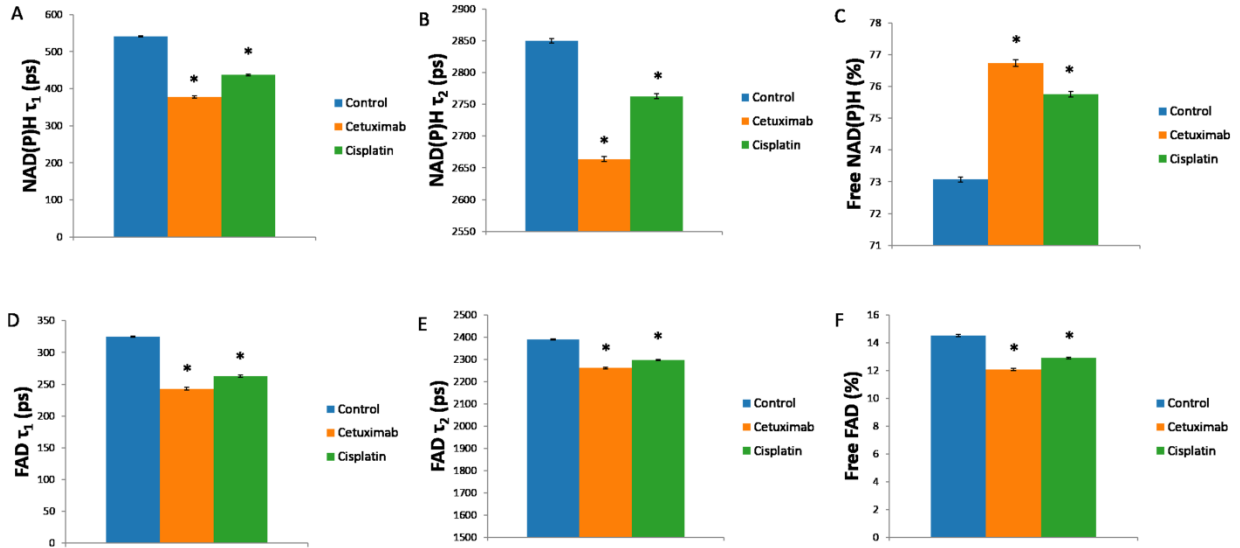 A
NAD(P)H τ1 (ps)
600
500
400
300
200
100
0
*
*
Control
Cetuximab
Cisplatin
B
NAD(P)H τ2 (ps)
2900
2850
2800
2750
2700
2650
2600
2550
*
*
Control
Cetuximab
Cisplatin
C
Free NAD(P)H (%)
78
77
76
75
74
73
72
71
*
*
Control
Cetuximab
Cisplatin
D
FAD τ1 (ps)
350
300
250
200
150
100
50
0
*
*
Control
Cetuximab
Cisplatin
E
FAD τ2 (ps)
2500
2400
2300
2200
2100
2000
1900
1800
1700
1600
1500
*
*
Control
Cetuximab
Cisplatin
F
Free FAD (%)
16
14
12
10
8
6
4
2
0
*
*
Control
Cetuximab
Cisplatin